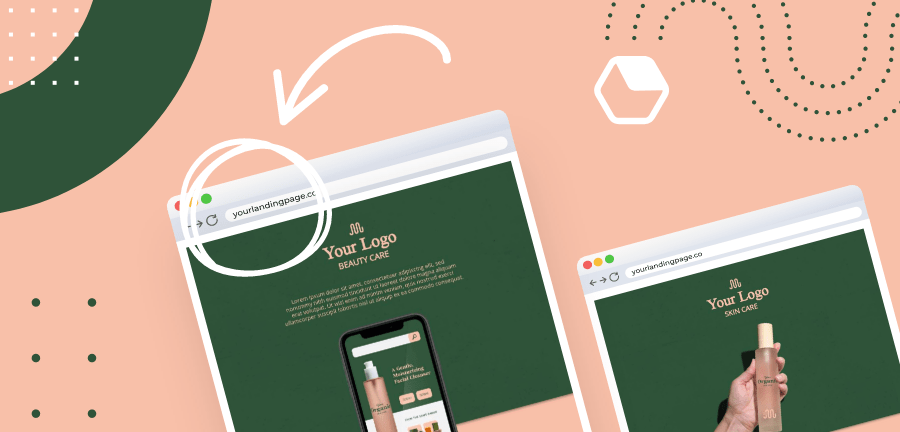 yourlandingpage.co
Your Logo
BEAUTY CARE
Lorem ipsum dolor sit amet, consectetuer adipiscing elit, sed
nonummy nibh euismod tincidunt ut laoreet dolore magna aliquam
erat volutpat. Ut wisi enim ad minim veniam, quis nostrud exerci
ullamcorper suscipit lobortis nisl ut aliquip ex ea commodo consequat.
A Gentle,
Moisturizing
Facial Cleanser
Organic
yourlandingpage.co
Your Logo
SKIN CARE
Organic